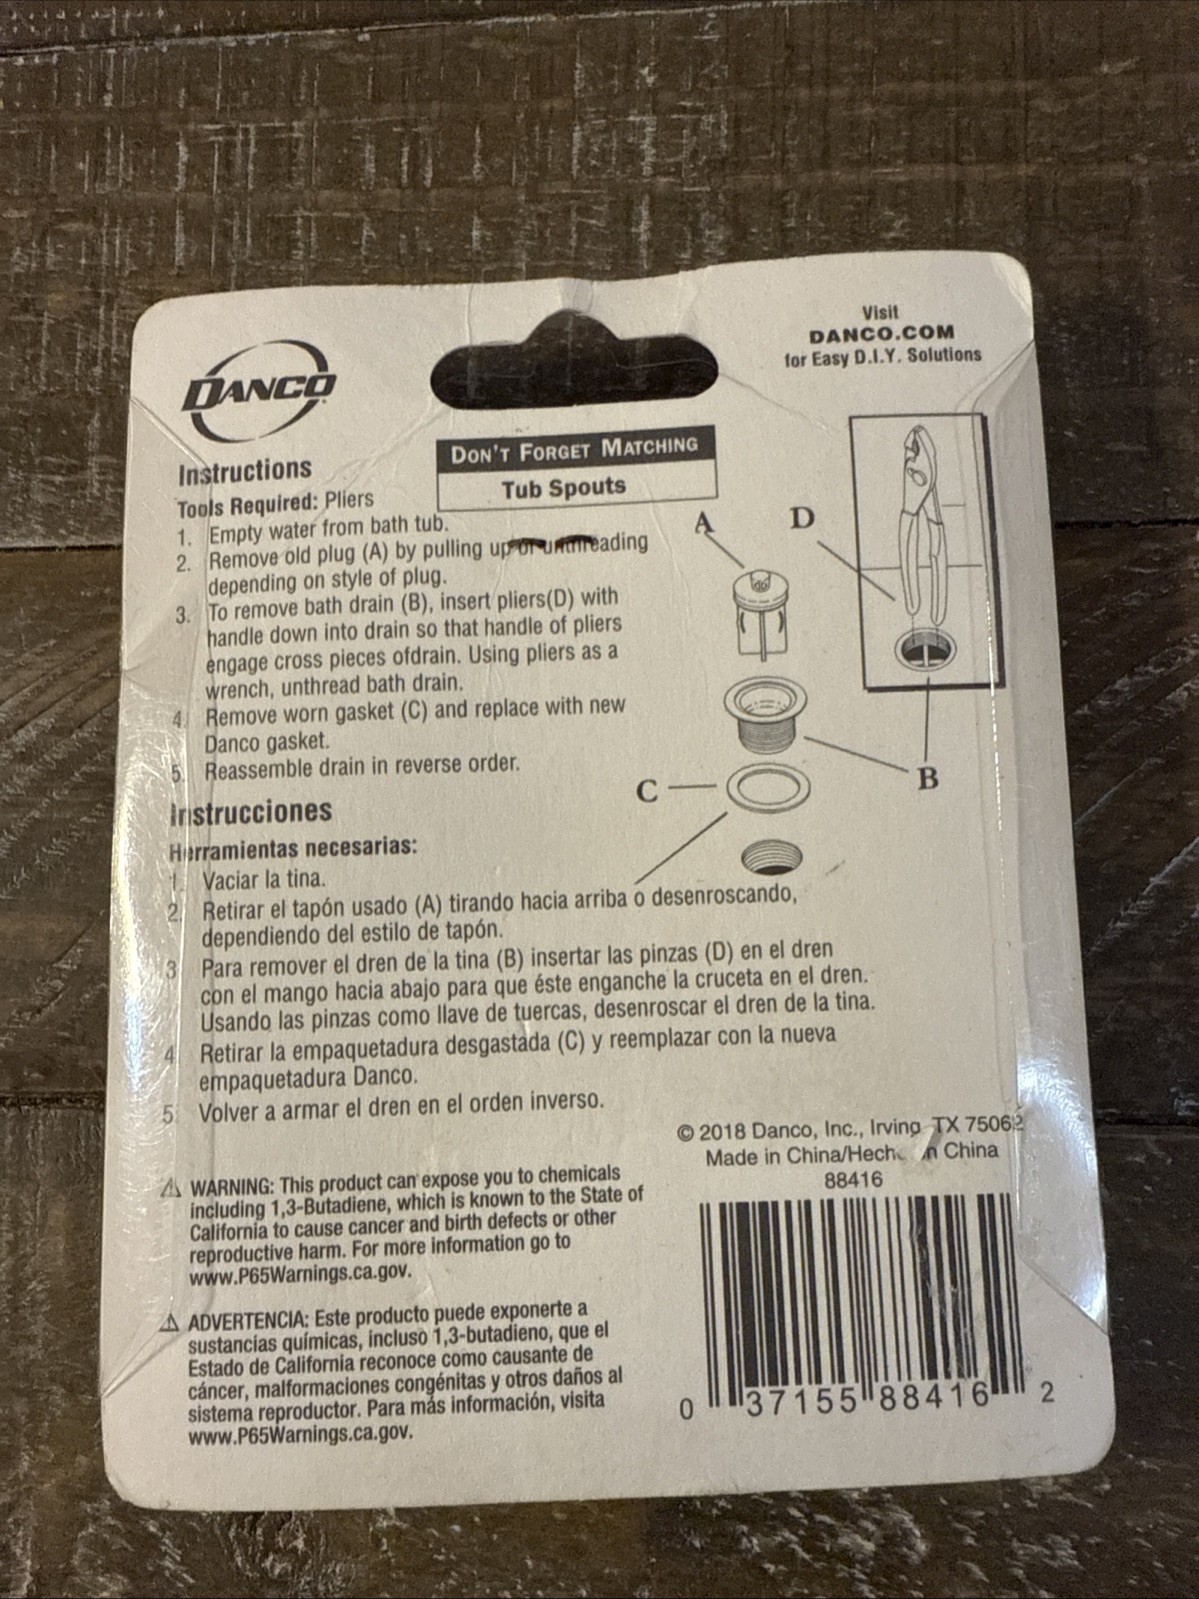 DANCO
Visit
DANCO.COM
for Easy D.I.Y. Solutions
DON'T FORGET MATCHING
Tub Spouts
Instructions
Tools Required: Pliers
1. Empty water from bath tub.
2. Remove old plug (A) by pulling up or unthreading
depending on style of plug.
3. To remove bath drain (B), insert pliers(D) with
handle down into drain so that handle of pliers
engage cross pieces ofdrain. Using pliers as a
wrench, unthread bath drain.
4. Remove worn gasket (C) and replace with new
Danco gasket.
5. Reassemble drain in reverse order.
A
D
C
B
Instrucciones
Herramientas necesarias:
1. Vaciar la tina.
2. Retirar el tapón usado (A) tirando hacia arriba o desenroscando,
dependiendo del estilo de tapón.
3 Para remover el dren de la tina (B) insertar las pinzas (D) en el dren
con el mango hacia abajo para que éste enganche la cruceta en el dren.
Usando las pinzas como llave de tuercas, desenroscar el dren de la tina.
4 Retirar la empaquetadura desgastada (C) y reemplazar con la nueva
empaquetadura Danco.
5. Volver a armar el dren en el orden inverso.
© 2018 Danco, Inc., Irving, TX 75062
Made in China/Hecho en China
88416
⚠ WARNING: This product can expose you to chemicals
including 1,3-Butadiene, which is known to the State of
California to cause cancer and birth defects or other
reproductive harm. For more information go to
www.P65Warnings.ca.gov.
⚠ ADVERTENCIA: Este producto puede exponerte a
sustancias químicas, incluso 1,3-butadieno, que el
Estado de California reconoce como causante de
cáncer, malformaciones congénitas y otros daños al
sistema reproductor. Para más información, visita
www.P65Warnings.ca.gov.
0 37155 88416 2